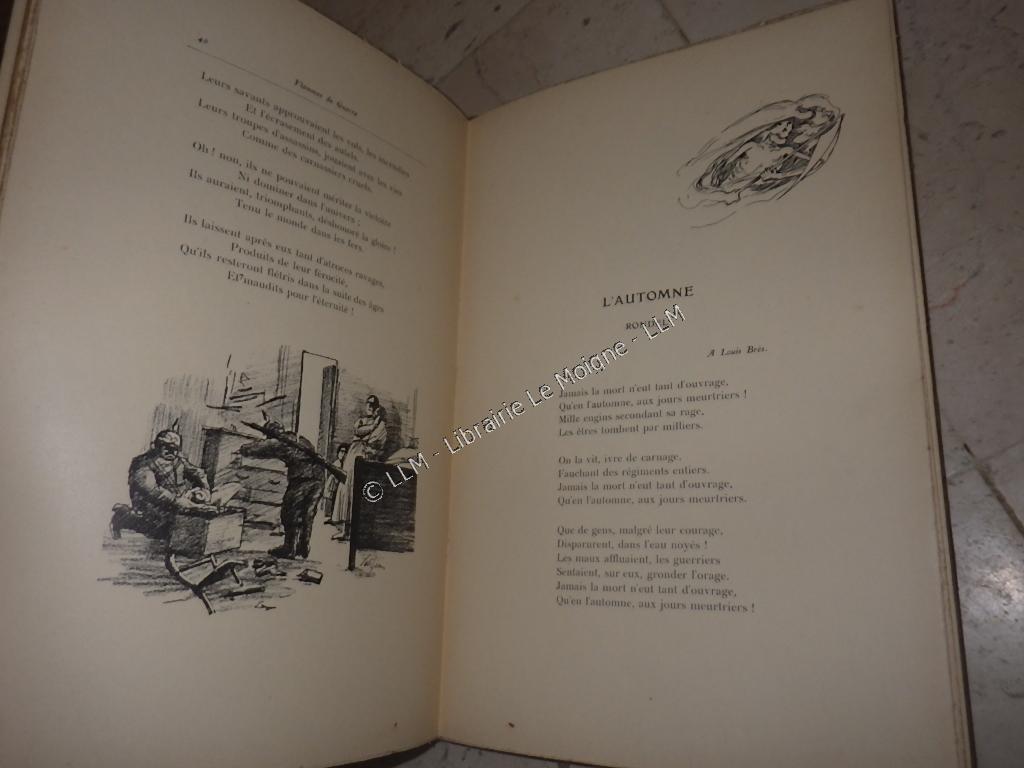 48
Flammes de Guerre
Leurs savants approuvaient les vols, les incendies
Et l'écrasement des autels.
Leurs troupes d'assassins, jouaient avec les vies
Comme des carnassiers cruels.
Oh ! non, ils ne pouvaient mériter la victoire
Ni dominer dans l'univers ;
Ils auraient, triomphants, déshonoré la gloire !
Tenu le monde dans les fers.
Ils laissent après eux tant d'atroces ravages,
Produits de leur férocité,
Qu'ils resteront flétris dans la suite des âges
Et maudits pour l'éternité !
L'AUTOMNE
A Louis Brès.
Jamais la mort n'eut tant d'ouvrage,
Qu'en l'automne, aux jours meurtriers !
Mille engins secondant sa rage,
Les êtres tombent par milliers.
On la vit, ivre de carnage,
Fauchant des régiments entiers.
Jamais la mort n'eut tant d'ouvrage,
Qu'en l'automne, aux jours meurtriers.
Que de gens, malgré leur courage,
Disparurent, dans l'eau noyés !
Les maux affluaient, les guerriers
Sentaient, sur eux, gronder l'orage.
Jamais la mort n'eut tant d'ouvrage,
Qu'en l'automne, aux jours meurtriers !
© LLM - Librairie Le Moigne - LLM